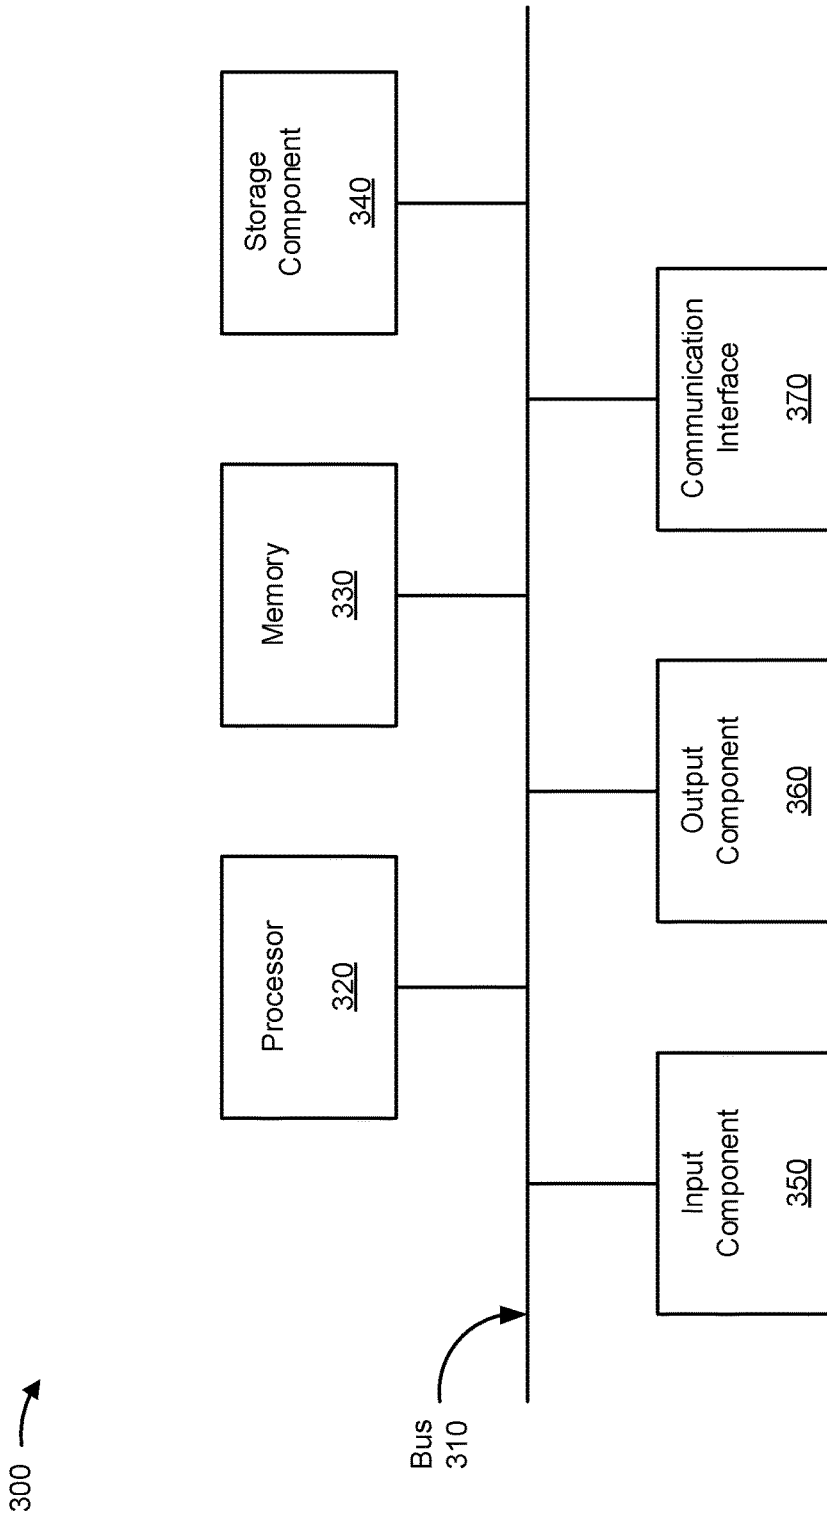 300
Bus
310
Processor
320
Memory
330
Storage
Component
340
Input
Component
350
Output
Component
360
Communication
Interface
370